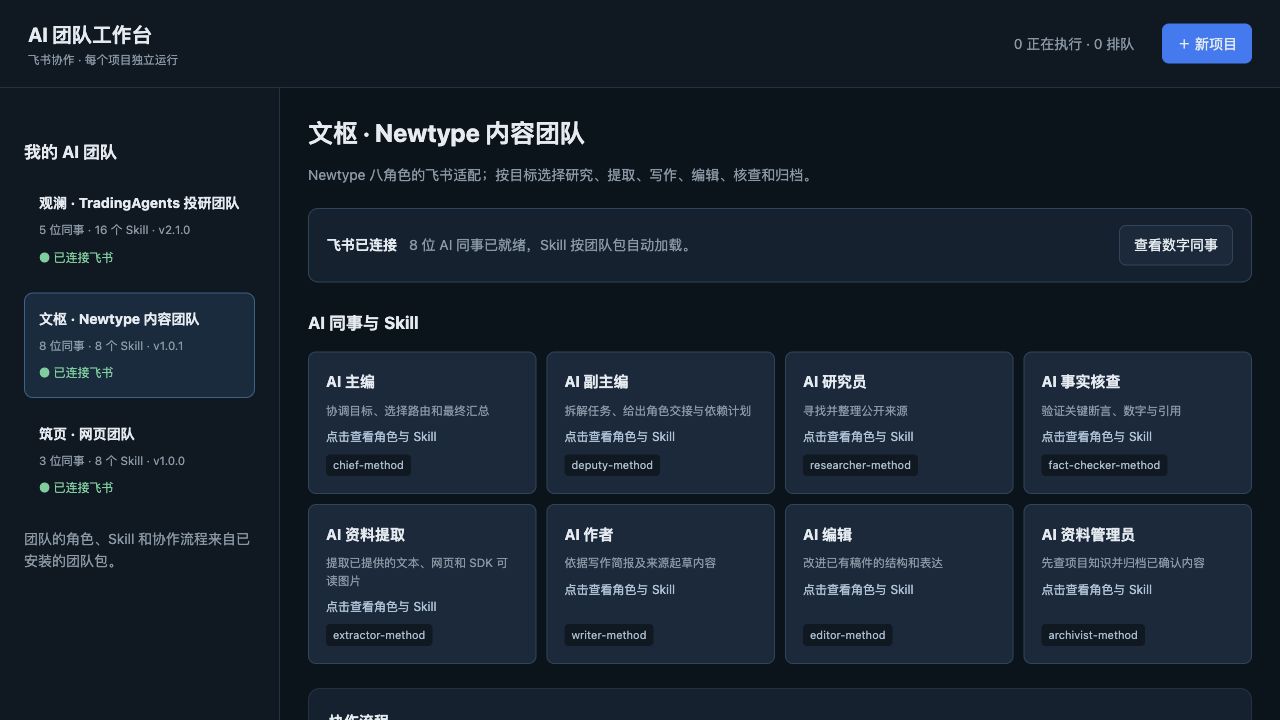 AI 团队工作台
飞书协作 · 每个项目独立运行
0 正在执行 · 0 排队
＋ 新项目
我的 AI 团队
观澜 · TradingAgents 投研团队
5 位同事 · 16 个 Skill · v2.1.0
已连接飞书
文枢 · Newtype 内容团队
8 位同事 · 8 个 Skill · v1.0.1
已连接飞书
筑页 · 网页团队
3 位同事 · 8 个 Skill · v1.0.0
已连接飞书
团队的角色、Skill 和协作流程来自已
安装的团队包。
文枢 · Newtype 内容团队
Newtype 八角色的飞书适配；按目标选择研究、提取、写作、编辑、核查和归档。
飞书已连接 8 位 AI 同事已就绪，Skill 按团队包自动加载。
查看数字同事
AI 同事与 Skill
AI 主编
协调目标、选择路由和最终汇总
点击查看角色与 Skill
chief-method
AI 副主编
拆解任务、给出角色交接与依赖计划
点击查看角色与 Skill
deputy-method
AI 研究员
寻找并整理公开来源
点击查看角色与 Skill
researcher-method
AI 事实核查
验证关键断言、数字与引用
点击查看角色与 Skill
fact-checker-method
AI 资料提取
提取已提供的文本、网页和 SDK 可
读图片
点击查看角色与 Skill
extractor-method
AI 作者
依据写作简报及来源起草内容
点击查看角色与 Skill
writer-method
AI 编辑
改进已有稿件的结构和表达
点击查看角色与 Skill
editor-method
AI 资料管理员
先查项目知识并归档已确认内容
点击查看角色与 Skill
archivist-method
协作流程